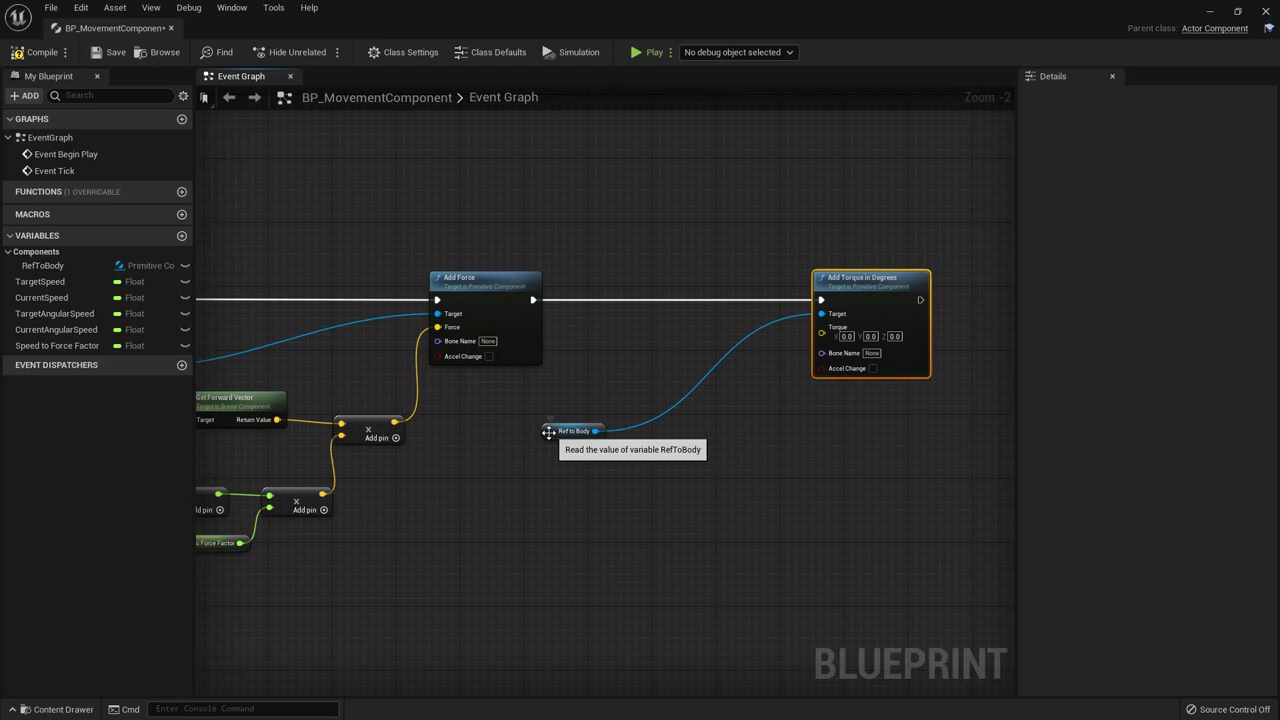 File Edit Asset View Debug Window Tools Help
BP_MovementComponen*
Parent class: Actor Component
Compile Save Browse Find Hide Unrelated Class Settings Class Defaults Simulation Play No debug object selected
My Blueprint Event Graph Details
ADD Search
BP_MovementComponent > Event Graph Zoom -2
GRAPHS
EventGraph
Event Begin Play
Event Tick
FUNCTIONS (1 OVERRIDABLE
MACROS
VARIABLES
Components
RefToBody Primitive Co
TargetSpeed Float
CurrentSpeed Float
TargetAngularSpeed Float
CurrentAngularSpeed Float
Speed to Force Factor Float
EVENT DISPATCHERS
Add Force
Target is Primitive Component
Target
Force
Bone Name None
Accel Change
Add Torque in Degrees
Target is Primitive Component
Target
Torque
X 0.0 Y 0.0 Z 0.0
Bone Name None
Accel Change
Get Forward Vector
Target is Scene Component
Target Return Value
Add pin
Ref to Body
Read the value of variable RefToBody
dd pin
Add pin
o Force Factor
BLUEPRINT
Content Drawer Cmd Enter Console Command Source Control Off